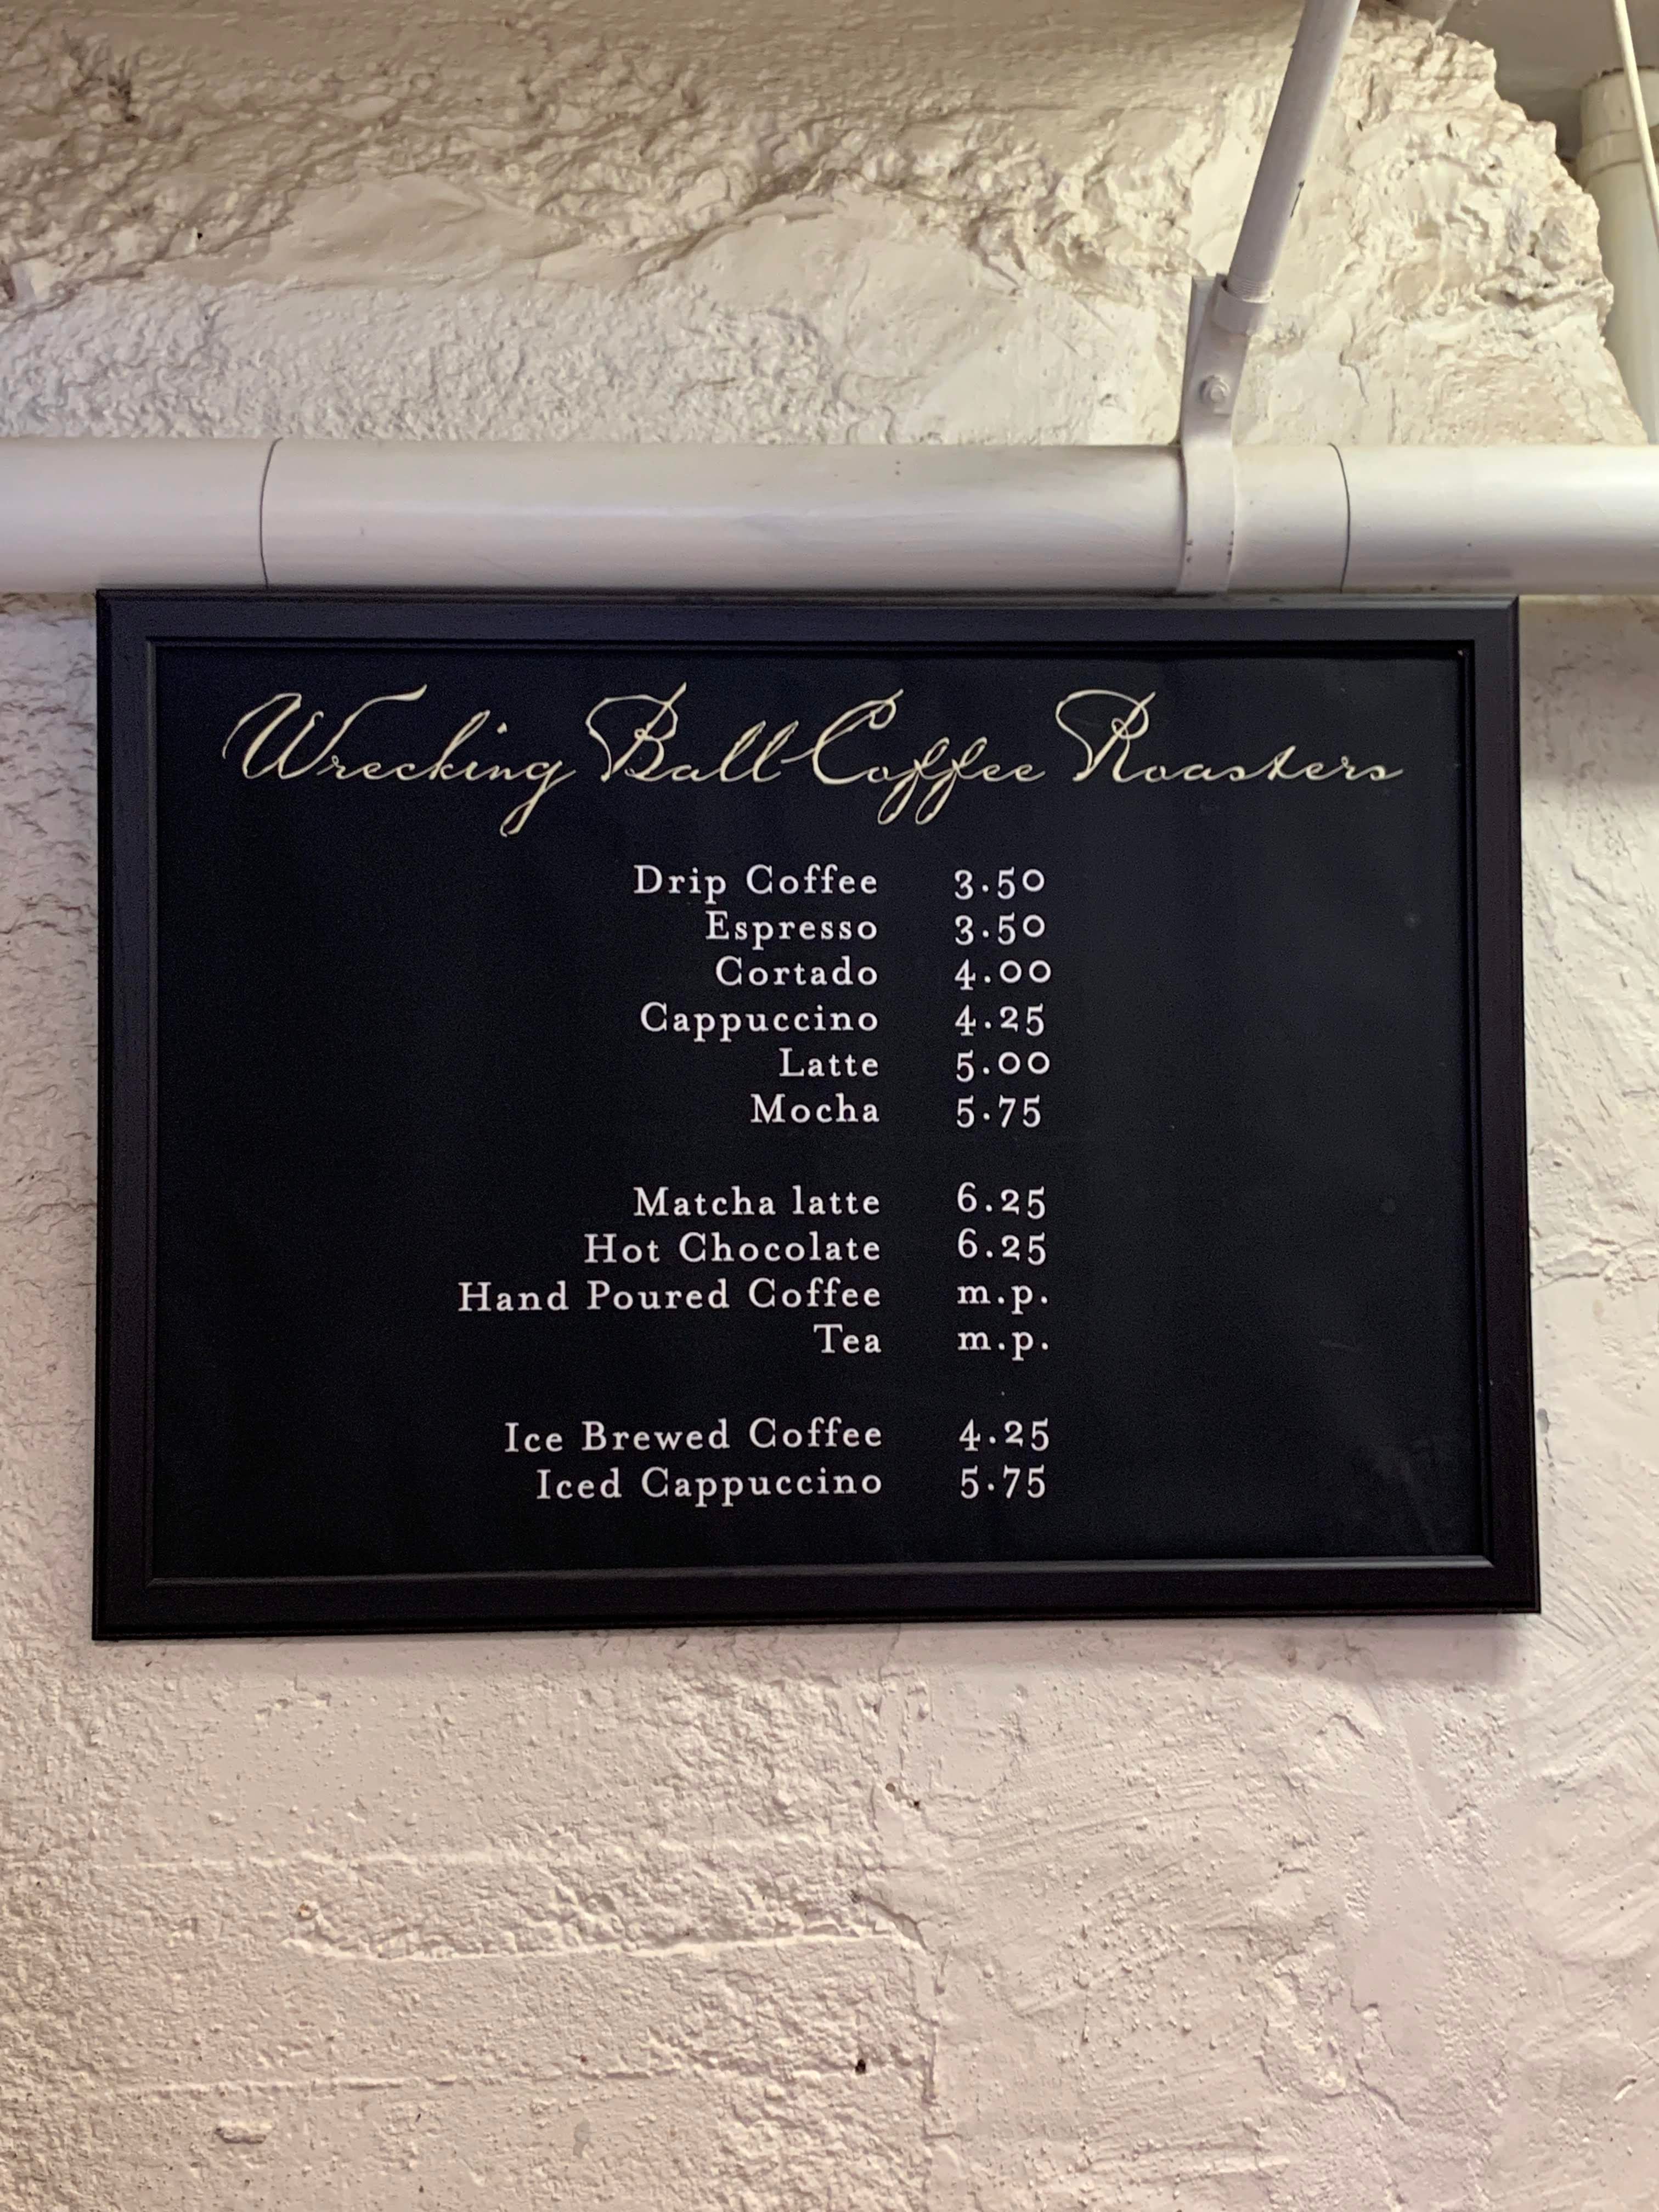 Wrecking Ball Coffee Roasters
Drip Coffee 3.50
Espresso 3.50
Cortado 4.00
Cappuccino 4.25
Latte 5.00
Mocha 5.75
Matcha latte 6.25
Hot Chocolate 6.25
Hand Poured Coffee m.p.
Tea m.p.
Ice Brewed Coffee 4.25
Iced Cappuccino 5.75